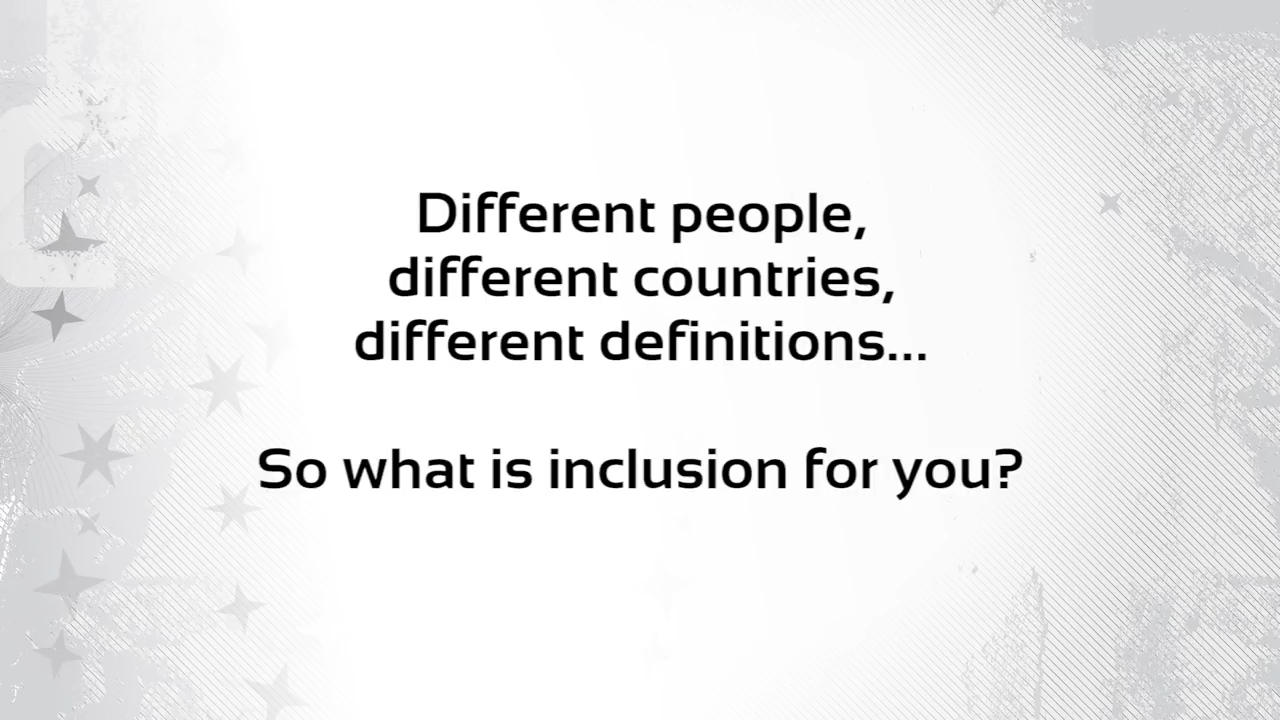 Different people,
different countries,
different definitions...
So what is inclusion for you?